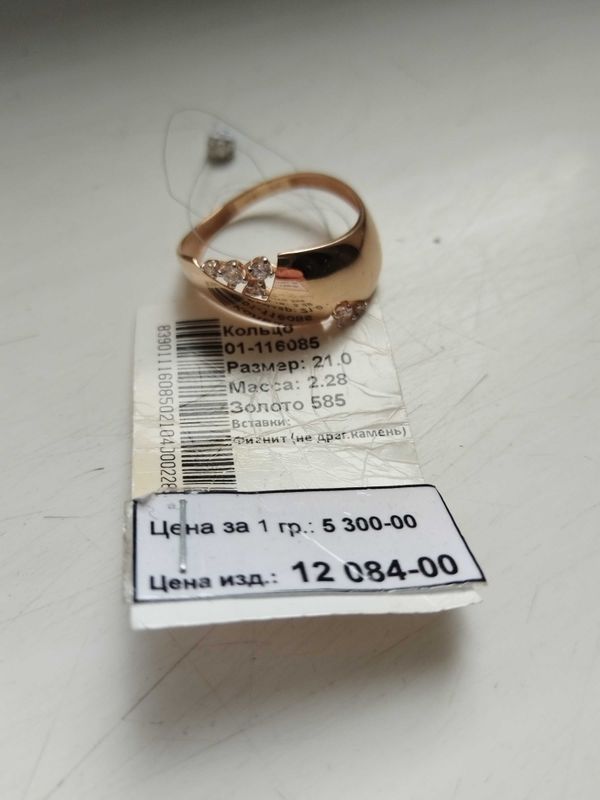 Кольцо
01-116085
Размер: 21.0
Масса: 2.28
Золото 585
Вставки:
Фианит (не драг.камень)
Цена за 1 гр.: 5 300-00
Цена изд.: 12 084-00